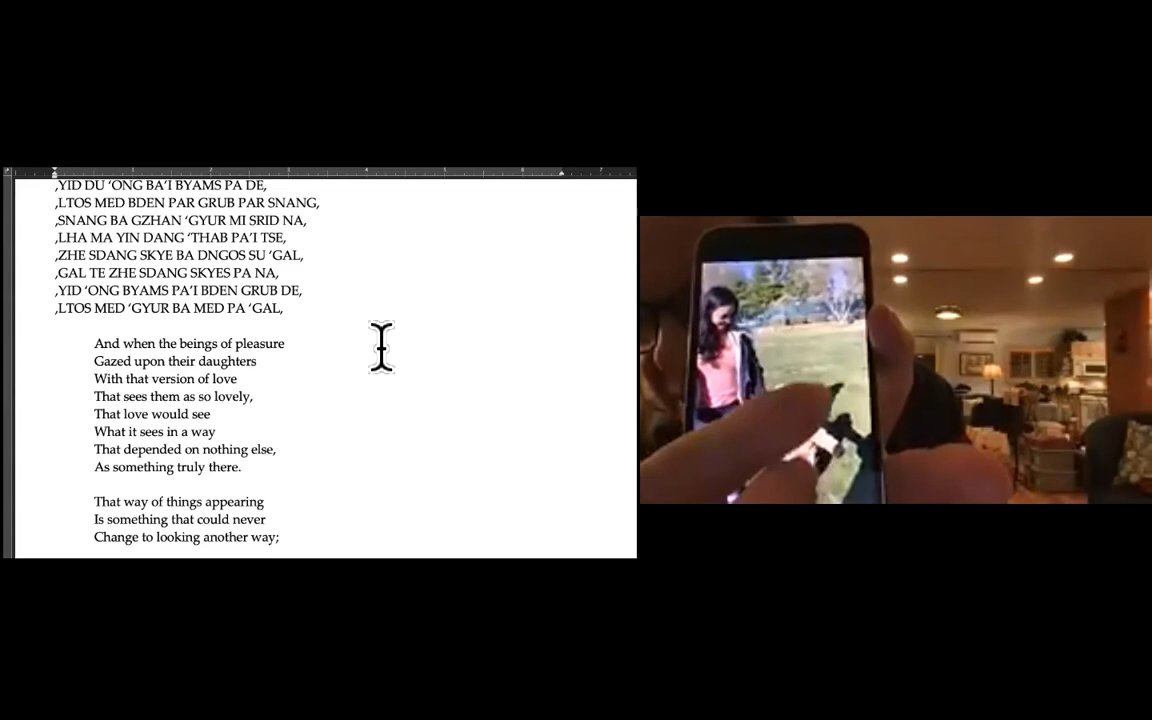 ,YID DU ‘ONG BA’I BYAMS PA DE,
,LTOS MED BDEN PAR GRUB PAR SNANG,
,SNANG BA GZHAN ‘GYUR MI SRID NA,
,LHA MA YIN DANG ‘THAB PA’I TSE,
,ZHE SDANG SKYE BA DNGOS SU ‘GAL,
,GAL TE ZHE SDANG SKYES PA NA,
,YID ‘ONG BYAMS PA’I BDEN GRUB DE,
,LTOS MED ‘GYUR BA MED PA ‘GAL,
And when the beings of pleasure
Gazed upon their daughters
With that version of love
That sees them as so lovely,
That love would see
What it sees in a way
That depended on nothing else,
As something truly there.
That way of things appearing
Is something that could never
Change to looking another way;